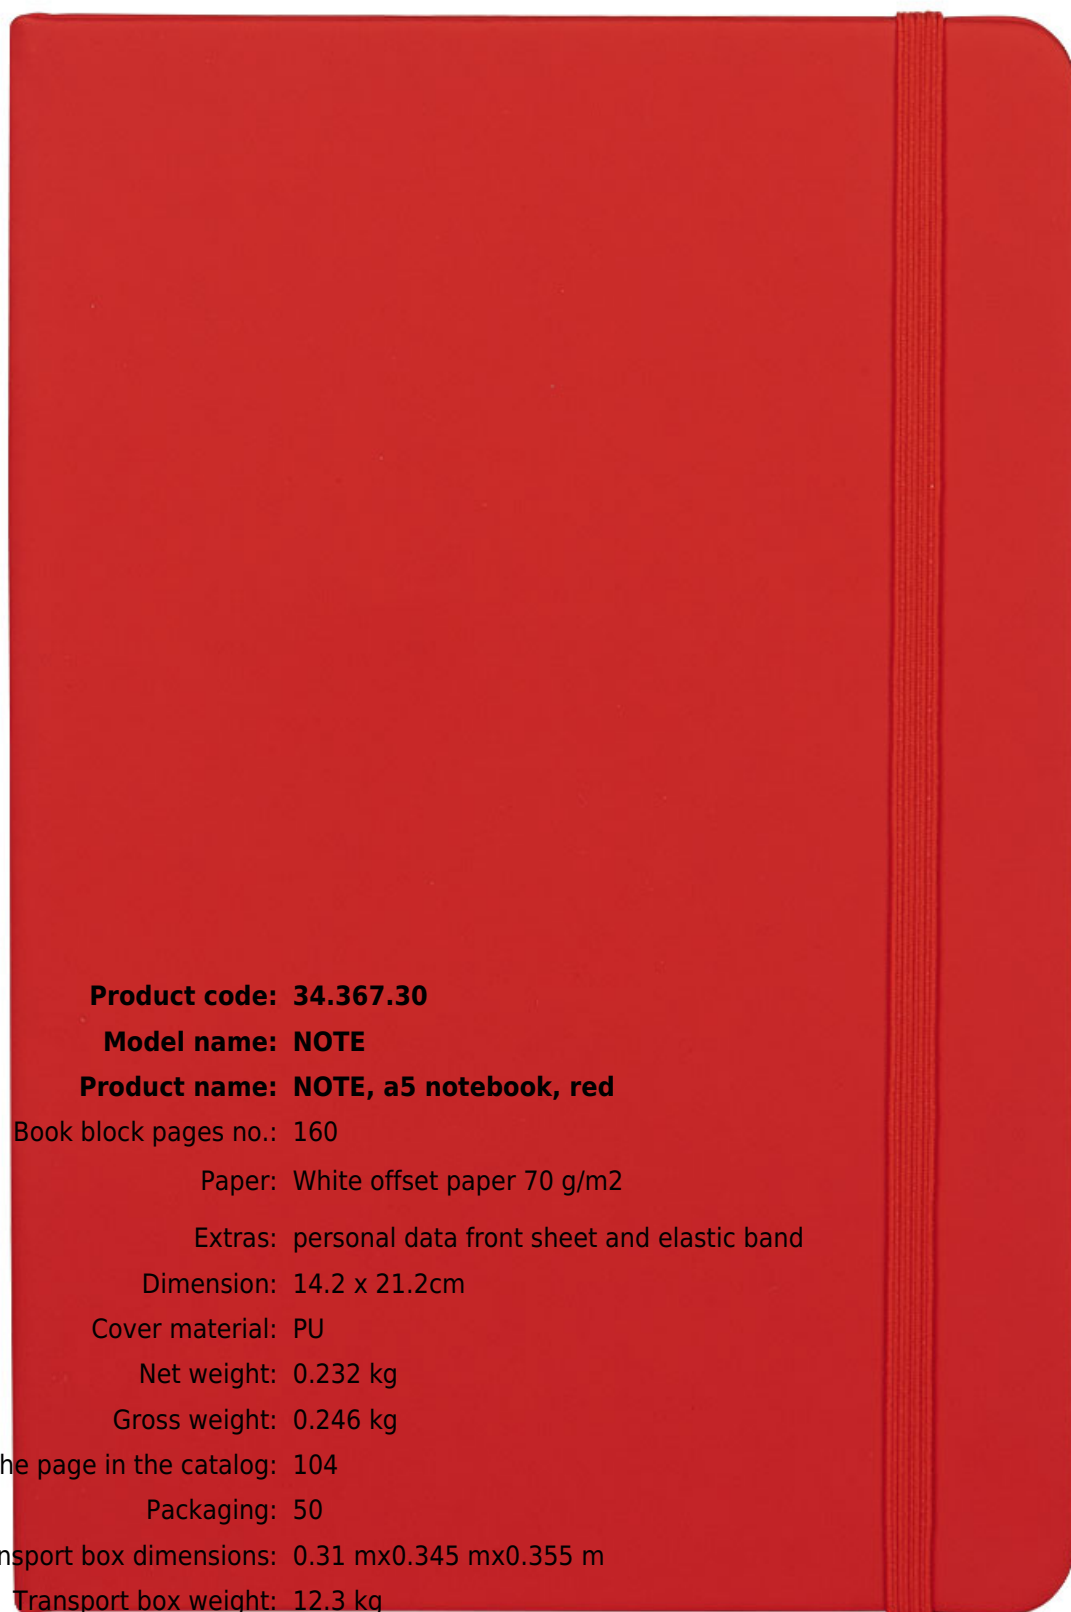 Product code: 34.367.30
Model name: NOTE
Product name: NOTE, a5 notebook, red
Book block pages no.: 160
Paper: White offset paper 70 g/m2
Extras: personal data front sheet and elastic band
Dimension: 14.2 x 21.2cm
Cover material: PU
Net weight: 0.232 kg
Gross weight: 0.246 kg
page in the catalog: 104
Packaging: 50
box dimensions: 0.31 mx0.345 mx0.355 m
Transport box weight: 12.3 kg